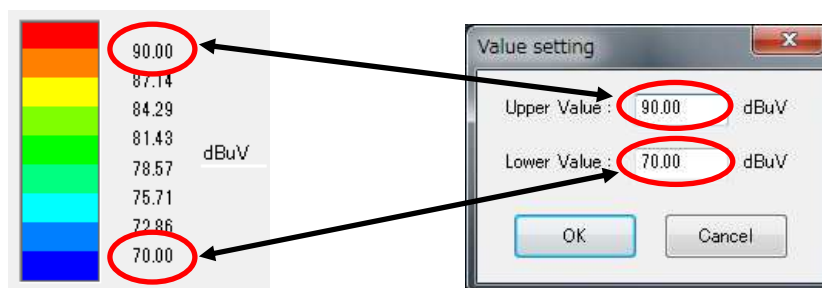 90.00
87.14
84.29
81.43
dBuV
78.57
75.71
72.86
70.00
Value setting
Upper Value : 90.00 dBuV
Lower Value : 70.00 dBuV
OK Cancel